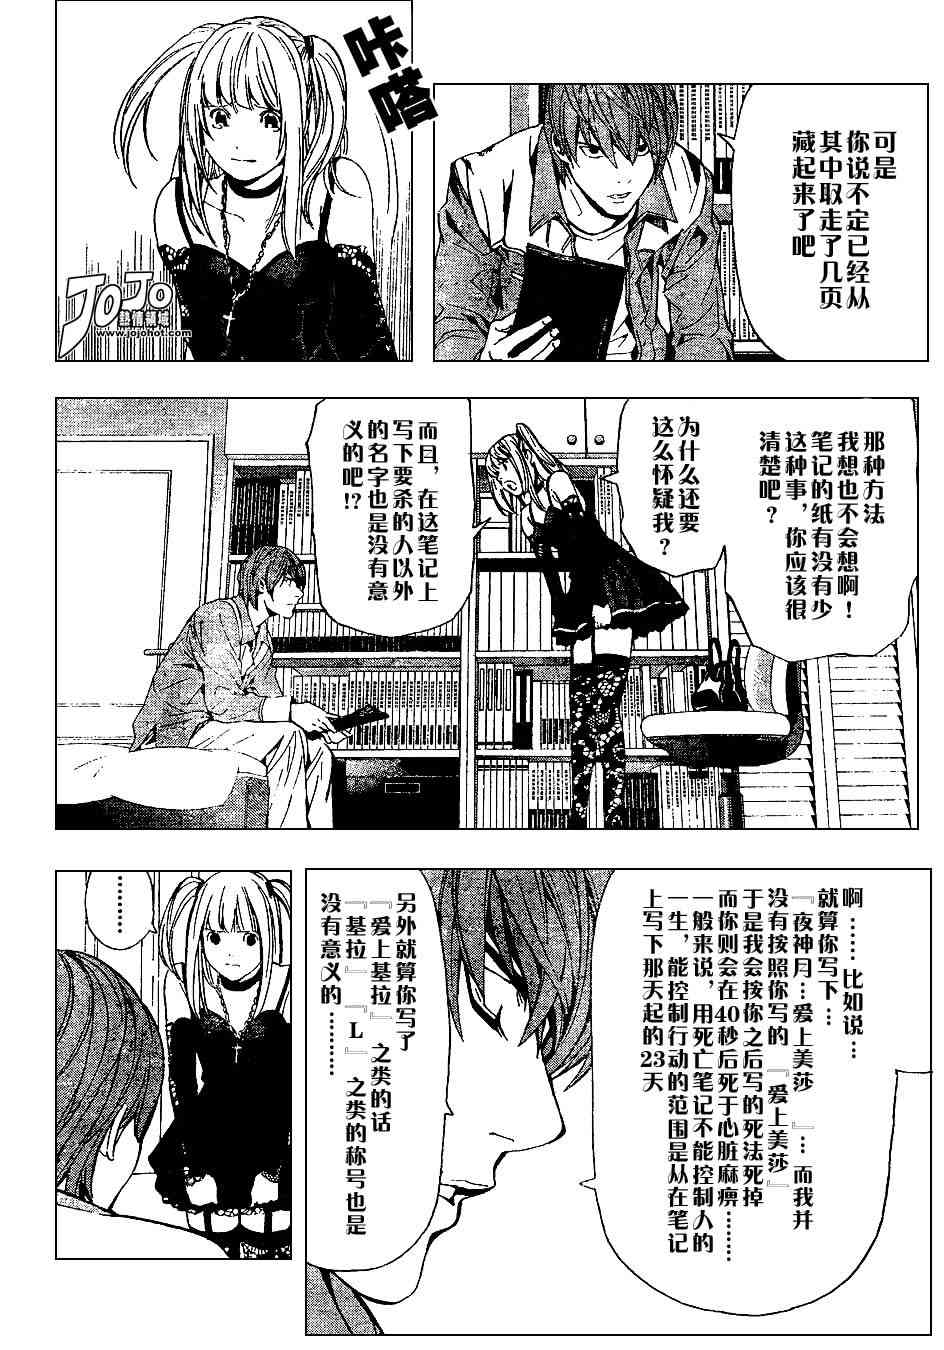 可是
你说不定已经从
其中取走了几页
藏起来了吧
咔嗒
JOJO
热情漫画
www.jojohot.com
那种方法
我想也不会想啊！
笔记的纸有没有少
这种事，你应该很
清楚吧？
为什么还要
这么怀疑我？
而且，在这笔记上
写下要杀的人以外
的名字也是没有意
义的吧！？
啊……比如说…
就算你写下…
『夜神月…爱上美莎　』…而我并
没有按照你写的『爱上美莎』
于是我会按你之后写的死法死掉
而你则会在40秒后死于心脏麻痹………
一般来说，用死亡笔记不能控制人的
一生，能控制行动的范围是从在笔记
上写下那天起的23天
另外就算你写了
『爱上基拉』之类的话
『基拉』『L』之类的称号也是
没有意义的………
……